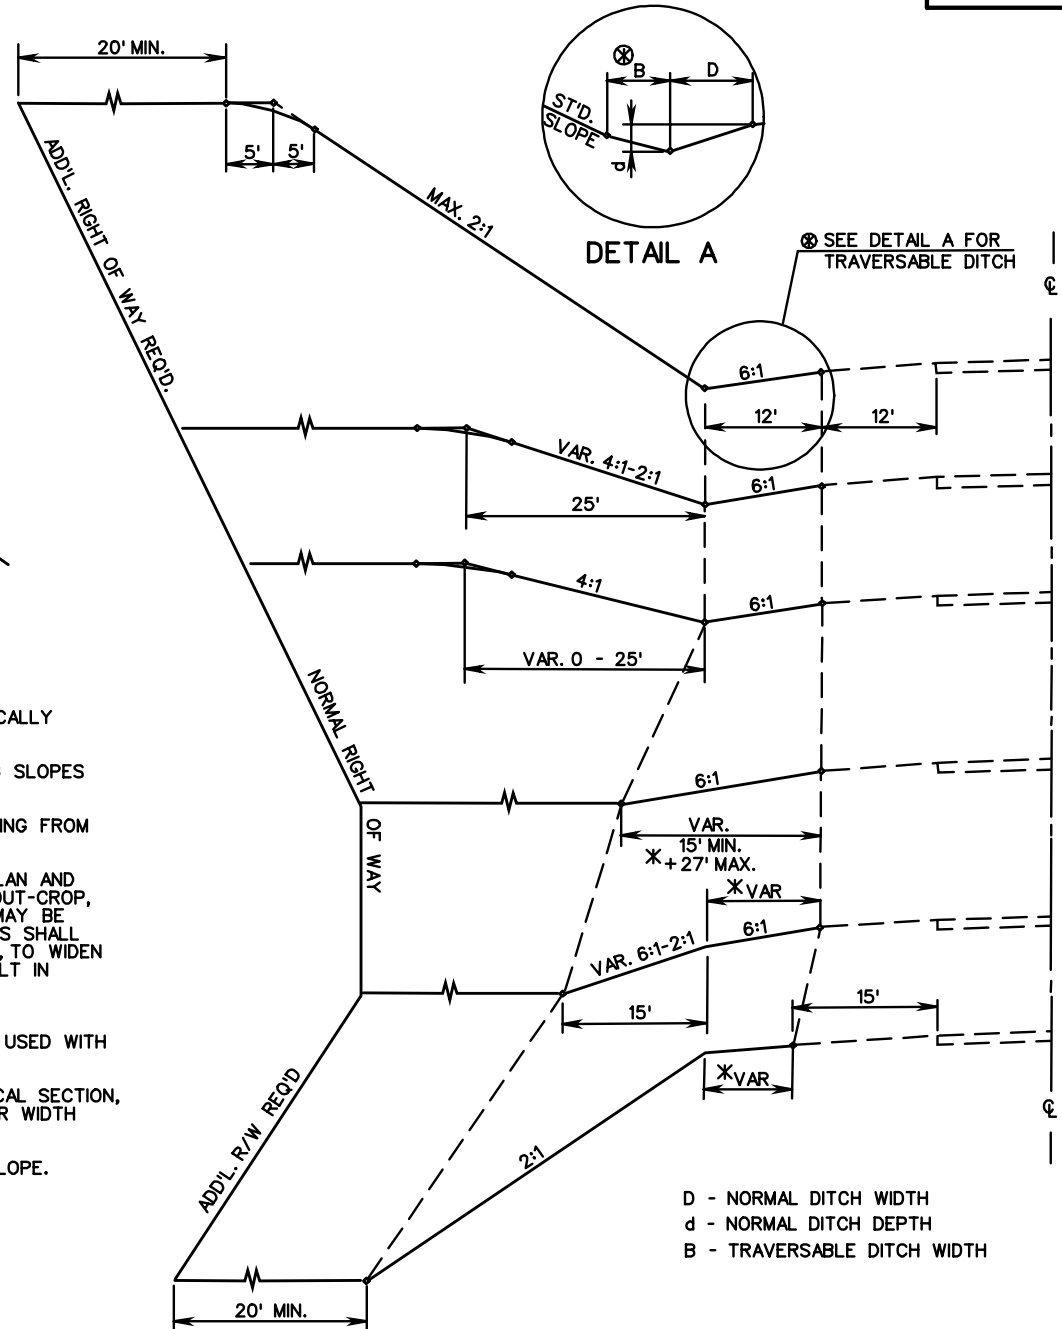 20' MIN.
5'
5'
ADD'L. RIGHT OF WAY REQ'D.
MAX. 2:1
B
D
ST'D.
SLOPE
d
DETAIL A
SEE DETAIL A FOR
TRAVERSABLE DITCH
℄
6:1
12'
12'
VAR. 4:1-2:1
6:1
25'
4:1
6:1
VAR. 0 - 25'
NORMAL RIGHT
OF WAY
6:1
VAR.
15' MIN.
* + 27' MAX.
* VAR
6:1
VAR. 6:1-2:1
15'
15'
* VAR
℄
2:1
ADD'L. R/W REQ'D
20' MIN.
CALLY
SLOPES
ING FROM
LAN AND
OUT-CROP,
MAY BE
S SHALL
, TO WIDEN
LT IN
USED WITH
CAL SECTION,
R WIDTH
LOPE.
D - NORMAL DITCH WIDTH
d - NORMAL DITCH DEPTH
B - TRAVERSABLE DITCH WIDTH